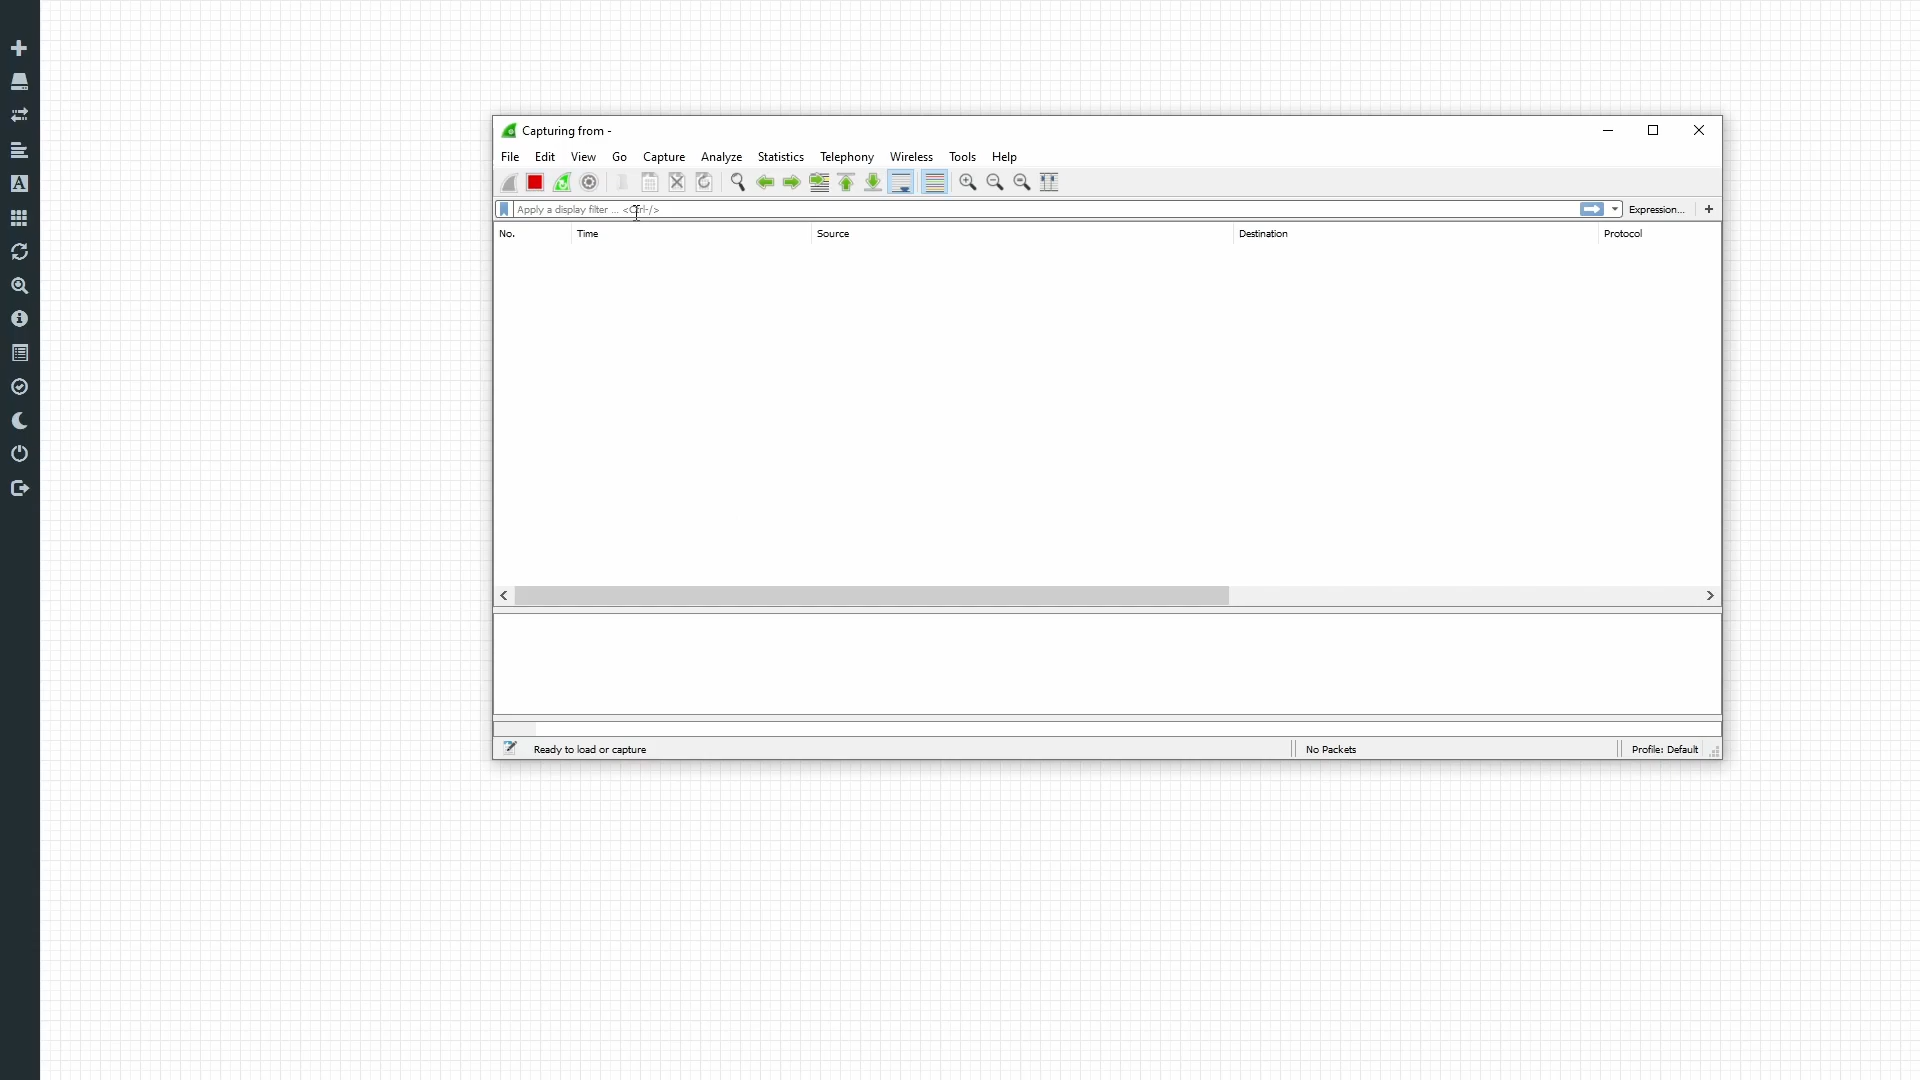 Capturing from -
File Edit View Go Capture Analyze Statistics Telephony Wireless Tools Help
Apply a display filter ... <Ctrl-/> Expression... +
No. Time Source Destination Protocol
Ready to load or capture No Packets Profile: Default